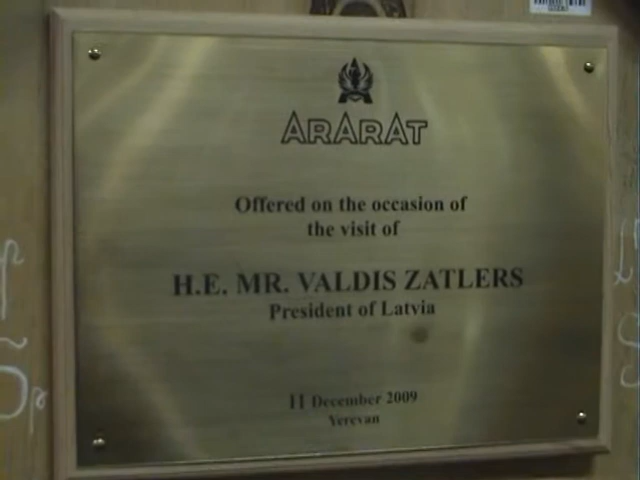 ARARAT
Offered on the occasion of
the visit of
H.E. MR. VALDIS ZATLERS
President of Latvia
11 December 2009
Yerevan